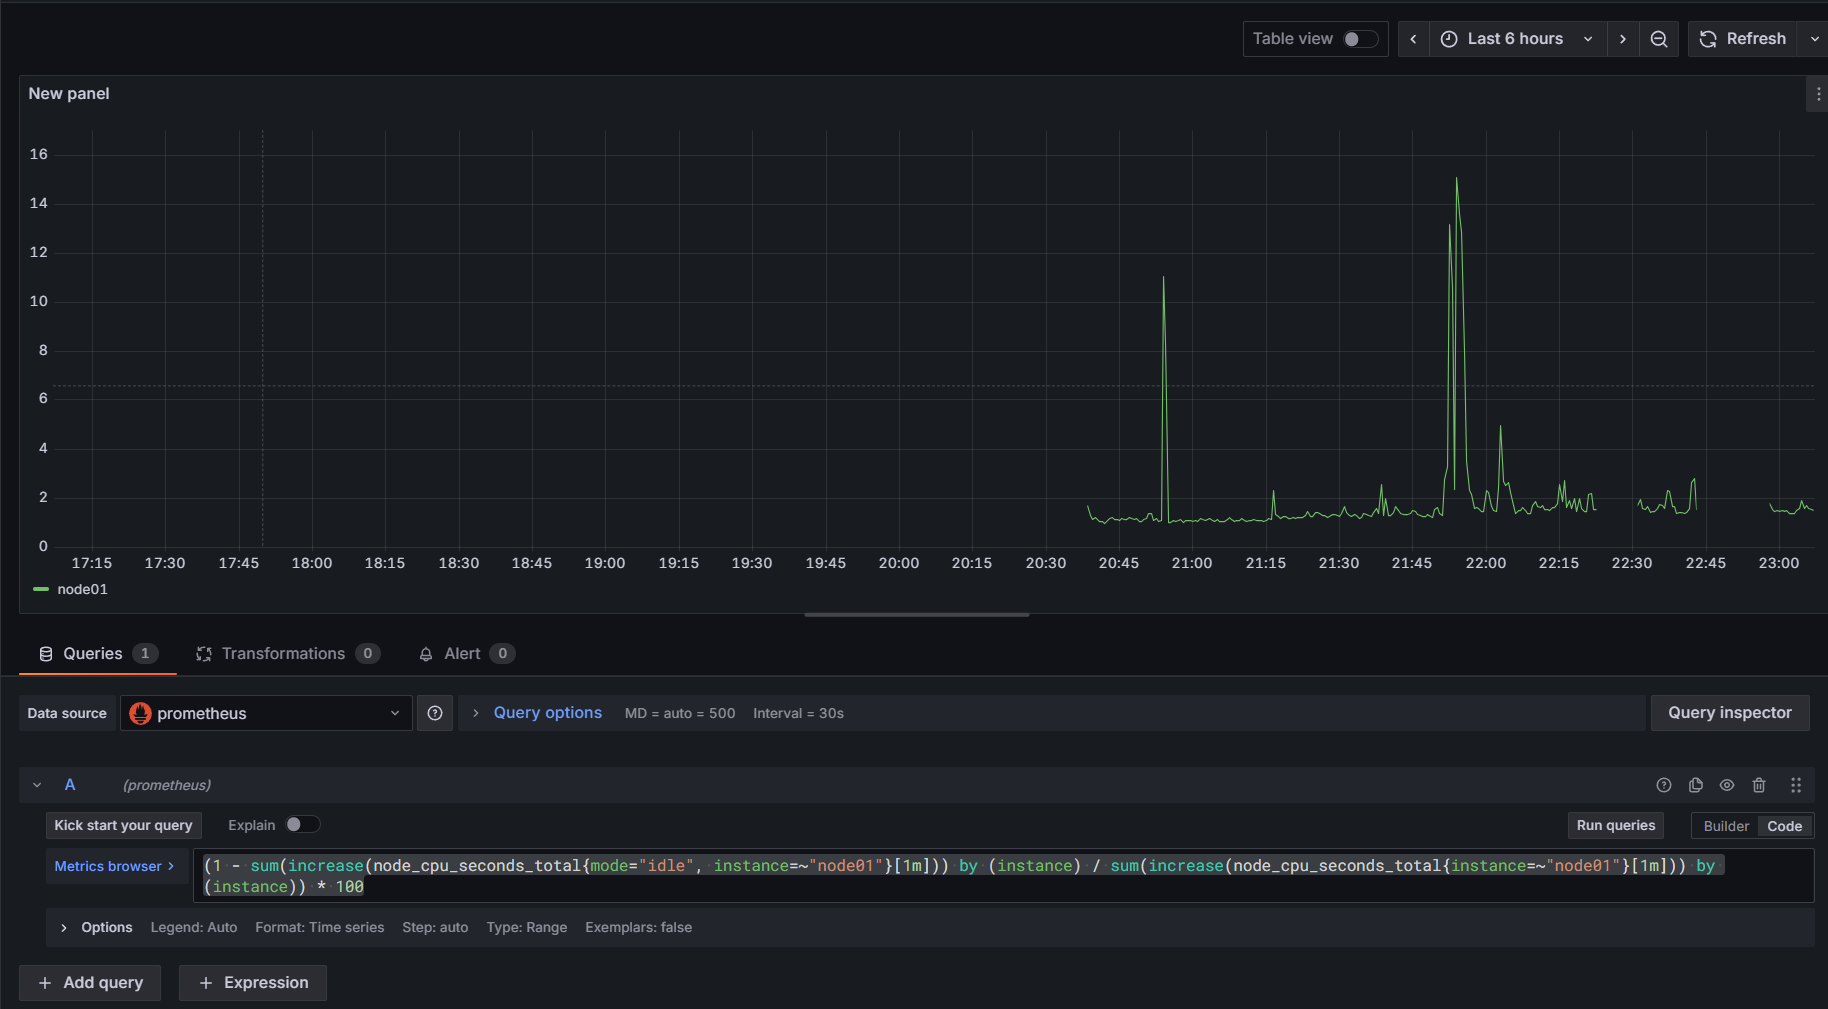 Table view
Last 6 hours
Refresh
New panel
16
14
12
10
8
6
4
2
0
17:15 17:30 17:45 18:00 18:15 18:30 18:45 19:00 19:15 19:30 19:45 20:00 20:15 20:30 20:45 21:00 21:15 21:30 21:45 22:00 22:15 22:30 22:45 23:00
node01
Queries 1 Transformations 0 Alert 0
Data source prometheus Query options MD = auto = 500 Interval = 30s Query inspector
A (prometheus)
Kick start your query Explain Run queries Builder Code
Metrics browser > (1 - sum(increase(node_cpu_seconds_total{mode="idle", instance=~"node01"}[1m])) by (instance) / sum(increase(node_cpu_seconds_total{instance=~"node01"}[1m])) by
(instance)) * 100
Options Legend: Auto Format: Time series Step: auto Type: Range Exemplars: false
+ Add query + Expression